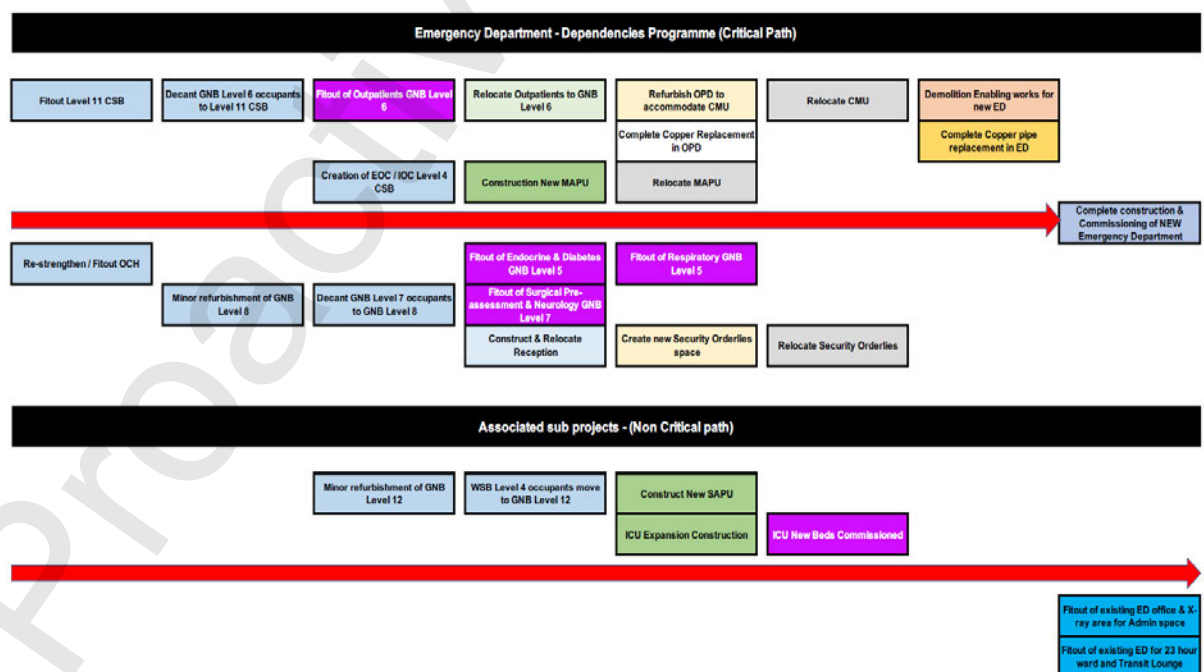 Emergency Department - Dependencies Programme (Critical Path)
Fitout Level 11 CSB
Decant GNB Level 6 occupants
to Level 11 CSB
Fitout of Outpatients GNB Level
6
Relocate Outpatients to GNB
Level 6
Refurbish OPD to
accommodate CMU
Relocate CMU
Demolition Enabling works for
new ED
Complete Copper Replacement
in OPD
Complete Copper pipe
replacement in ED
Creation of EOC / IOC Level 4
CSB
Construction New MAPU
Relocate MAPU
Complete construction &
Commissioning of NEW
Emergency Department
Re-strengthen / Fitout OCH
Fitout of Endocrine & Diabetes
GNB Level 5
Fitout of Respiratory GNB
Level 5
Minor refurbishment of GNB
Level 8
Decant GNB Level 7 occupants
to GNB Level 8
Fitout of Surgical Pre-
assessment & Neurology GNB
Level 7
Construct & Relocate
Reception
Create new Security Orderlies
space
Relocate Security Orderlies
Associated sub projects - (Non Critical path)
Minor refurbishment of GNB
Level 12
WSB Level 4 occupants move
to GNB Level 12
Construct New SAPU
ICU Expansion Construction
ICU New Beds Commissioned
Fitout of existing ED office & X-
ray area for Admin space
Fitout of existing ED for 23 hour
ward and Transit Lounge
Proactiv